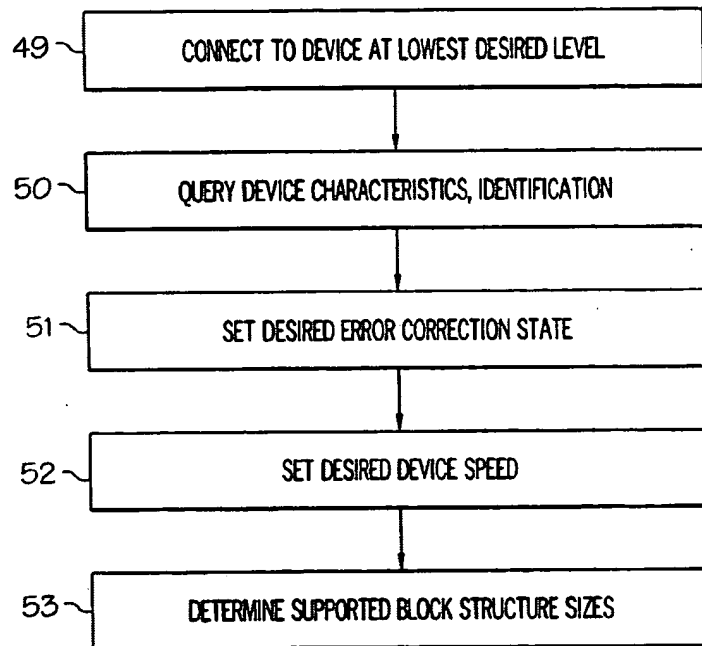 49 CONNECT TO DEVICE AT LOWEST DESIRED LEVEL
50 QUERY DEVICE CHARACTERISTICS, IDENTIFICATION
51 SET DESIRED ERROR CORRECTION STATE
52 SET DESIRED DEVICE SPEED
53 DETERMINE SUPPORTED BLOCK STRUCTURE SIZES